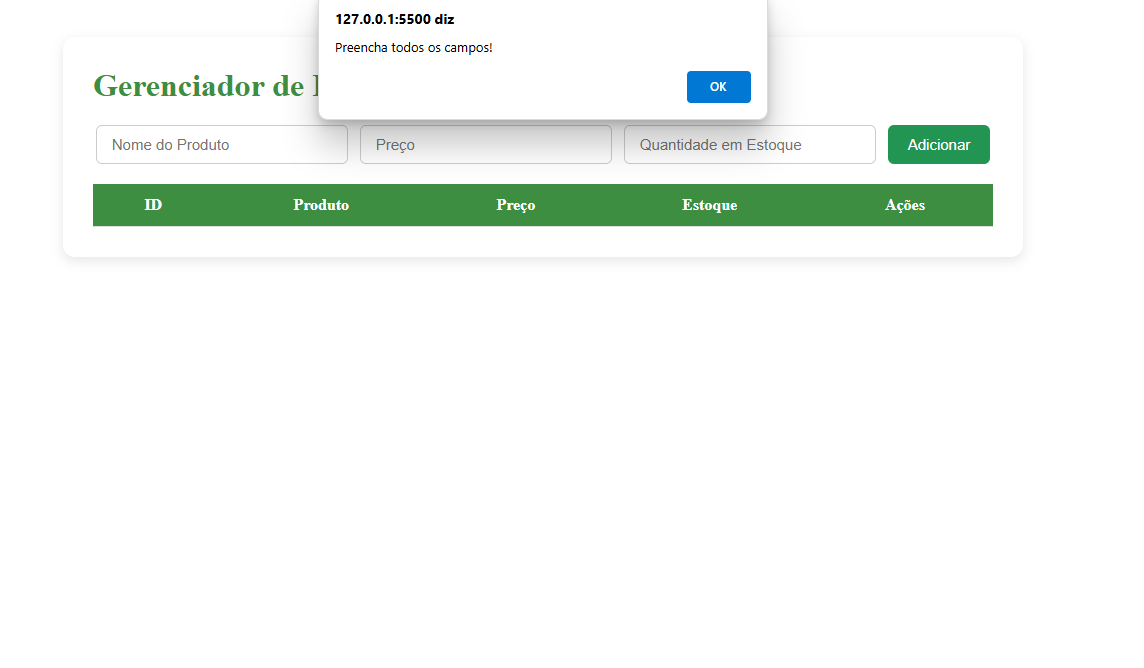 127.0.0.1:5500 diz
Preencha todos os campos!
OK
Gerenciador de
Nome do Produto
Preço
Quantidade em Estoque
Adicionar
ID Produto Preço Estoque Ações